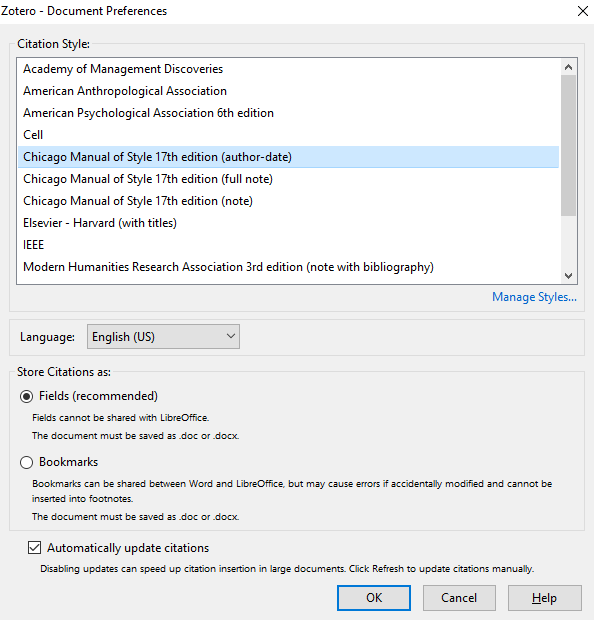 Zotero - Document Preferences
Citation Style:
Academy of Management Discoveries
American Anthropological Association
American Psychological Association 6th edition
Cell
Chicago Manual of Style 17th edition (author-date)
Chicago Manual of Style 17th edition (full note)
Chicago Manual of Style 17th edition (note)
Elsevier - Harvard (with titles)
IEEE
Modern Humanities Research Association 3rd edition (note with bibliography)
Manage Styles...
Language: English (US)
Store Citations as:
Fields (recommended)
Fields cannot be shared with LibreOffice.
The document must be saved as .doc or .docx.
Bookmarks
Bookmarks can be shared between Word and LibreOffice, but may cause errors if accidentally modified and cannot be
inserted into footnotes.
The document must be saved as .doc or .docx.
Automatically update citations
Disabling updates can speed up citation insertion in large documents. Click Refresh to update citations manually.
OK Cancel Help